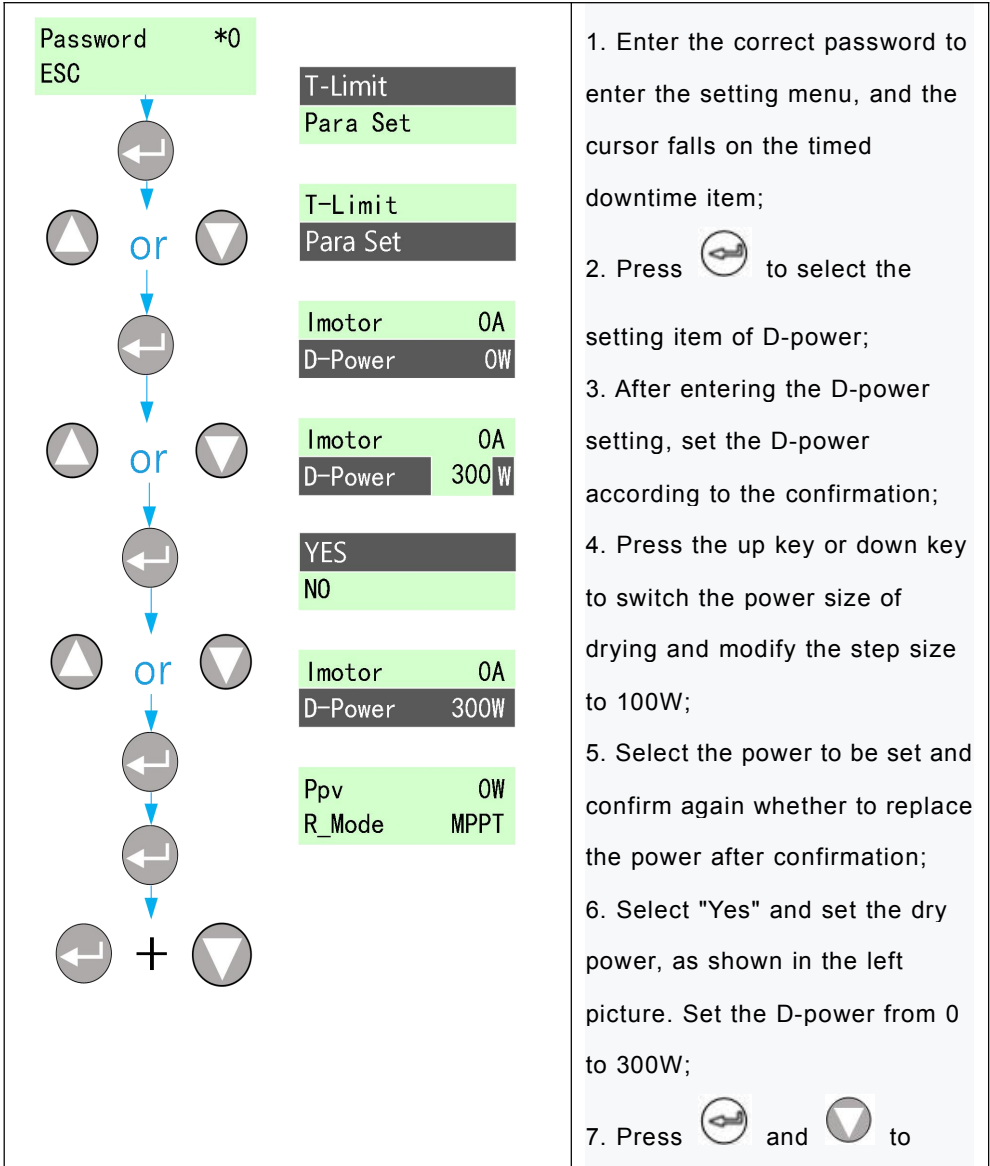 Password *0
ESC
T-Limit
Para Set
or
T-Limit
Para Set
Imotor 0A
D-Power 0W
or
Imotor 0A
D-Power 300 W
YES
NO
or
Imotor 0A
D-Power 300W
Ppv 0W
R_Mode MPPT
+
1. Enter the correct password to
enter the setting menu, and the
cursor falls on the timed
downtime item;
2. Press to select the
setting item of D-power;
3. After entering the D-power
setting, set the D-power
according to the confirmation;
4. Press the up key or down key
to switch the power size of
drying and modify the step size
to 100W;
5. Select the power to be set and
confirm again whether to replace
the power after confirmation;
6. Select "Yes" and set the dry
power, as shown in the left
picture. Set the D-power from 0
to 300W;
7. Press and to